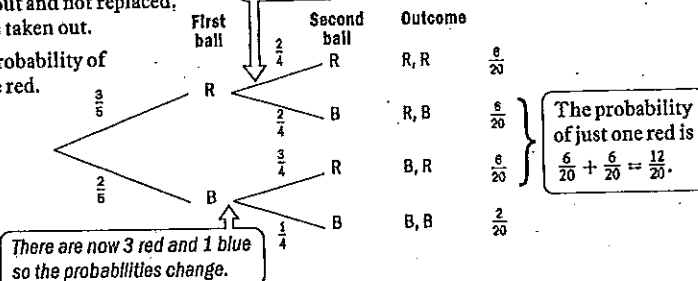 out and not replaced.
taken out.
First ball
Second ball
Outcome
probability of
red.
2/4
R
R, R
6/20
3/5
R
2/4
B
R, B
6/20
The probability
of just one red is
6/20 + 6/20 = 12/20.
3/4
R
B, R
6/20
2/5
B
1/4
B
B, B
2/20
There are now 3 red and 1 blue
so the probabilities change.